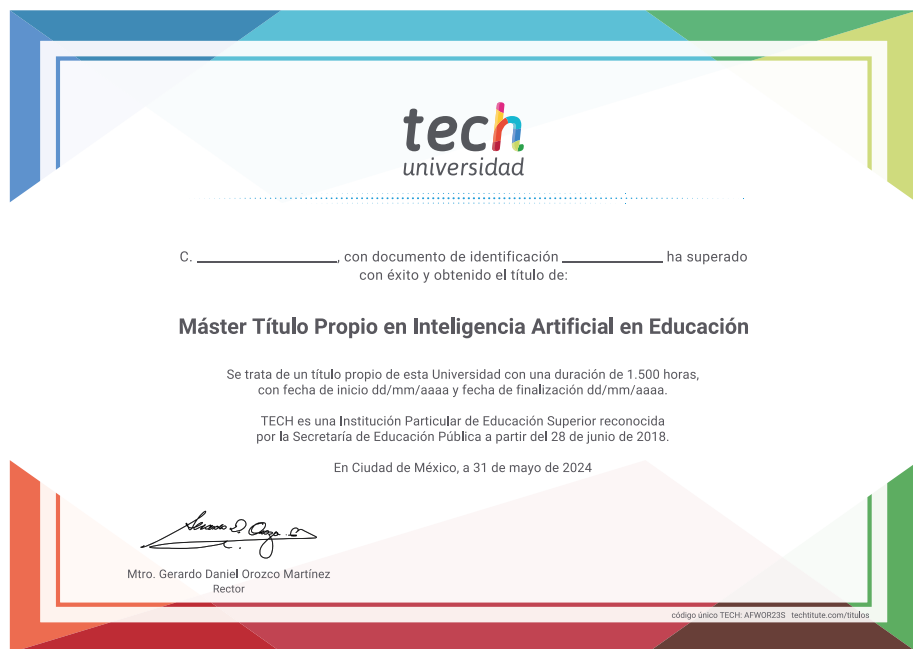 tech
universidad
C. __________________, con documento de identificación _____________ ha superado
con éxito y obtenido el título de:
Máster Título Propio en Inteligencia Artificial en Educación
Se trata de un título propio de esta Universidad con una duración de 1.500 horas,
con fecha de inicio dd/mm/aaaa y fecha de finalización dd/mm/aaaa.
TECH es una Institución Particular de Educación Superior reconocida
por la Secretaría de Educación Pública a partir del 28 de junio de 2018.
En Ciudad de México, a 31 de mayo de 2024
Mtro. Gerardo Daniel Orozco Martínez
Rector
código único TECH: AFWOR23S techtitute.com/titulos